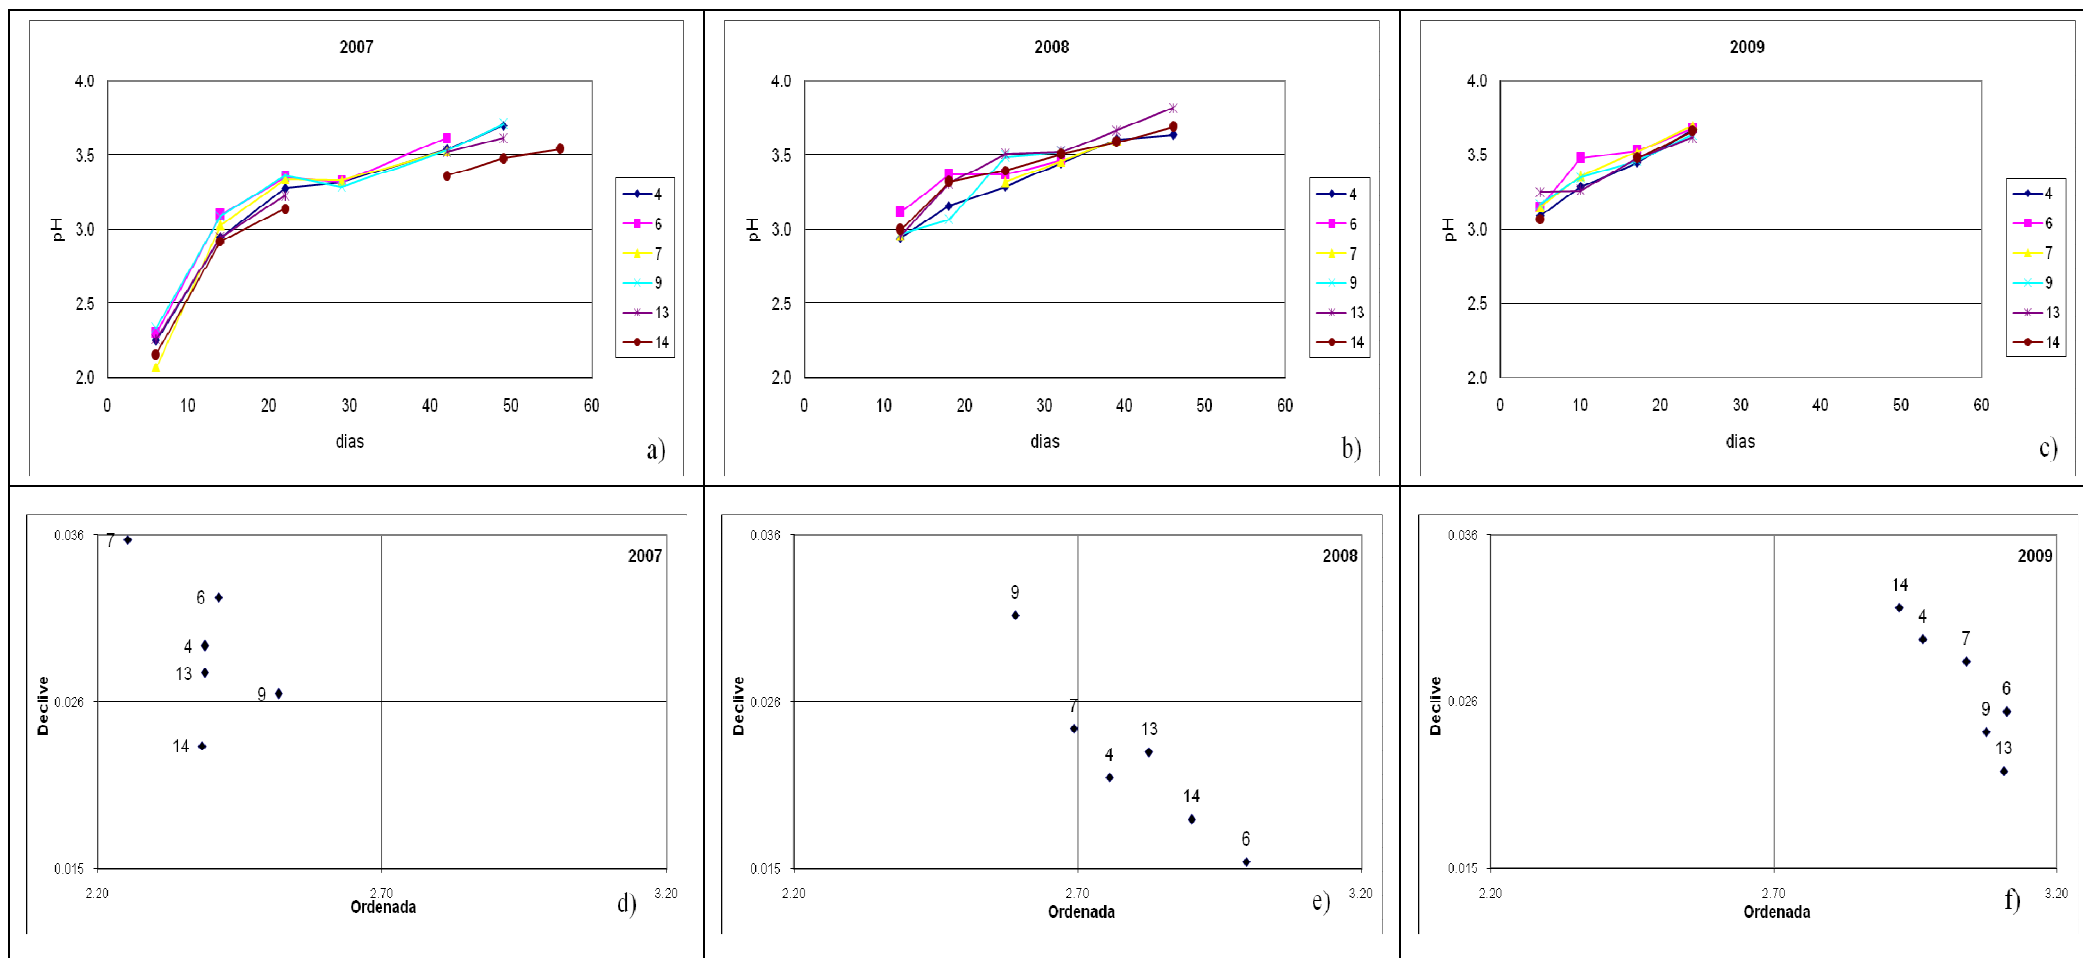 2007
4.0
3.5
3.0
2.5
2.0
pH
0 10 20 30 40 50 60
dias
4
6
7
9
13
14
a)
2008
4.0
3.5
3.0
2.5
2.0
pH
0 10 20 30 40 50 60
dias
4
6
7
9
13
14
b)
2009
4.0
3.5
3.0
2.5
2.0
pH
0 10 20 30 40 50 60
dias
4
6
7
9
13
14
c)
2007
0.036
0.026
0.015
Declive
7
6
4
13
9
14
2.20 2.70 3.20
Ordenada
d)
2008
0.036
0.026
0.015
Declive
9
7
13
4
14
6
2.20 2.70 3.20
Ordenada
e)
2009
0.036
0.026
0.015
Declive
14
4
7
6
9
13
2.20 2.70 3.20
Ordenada
f)